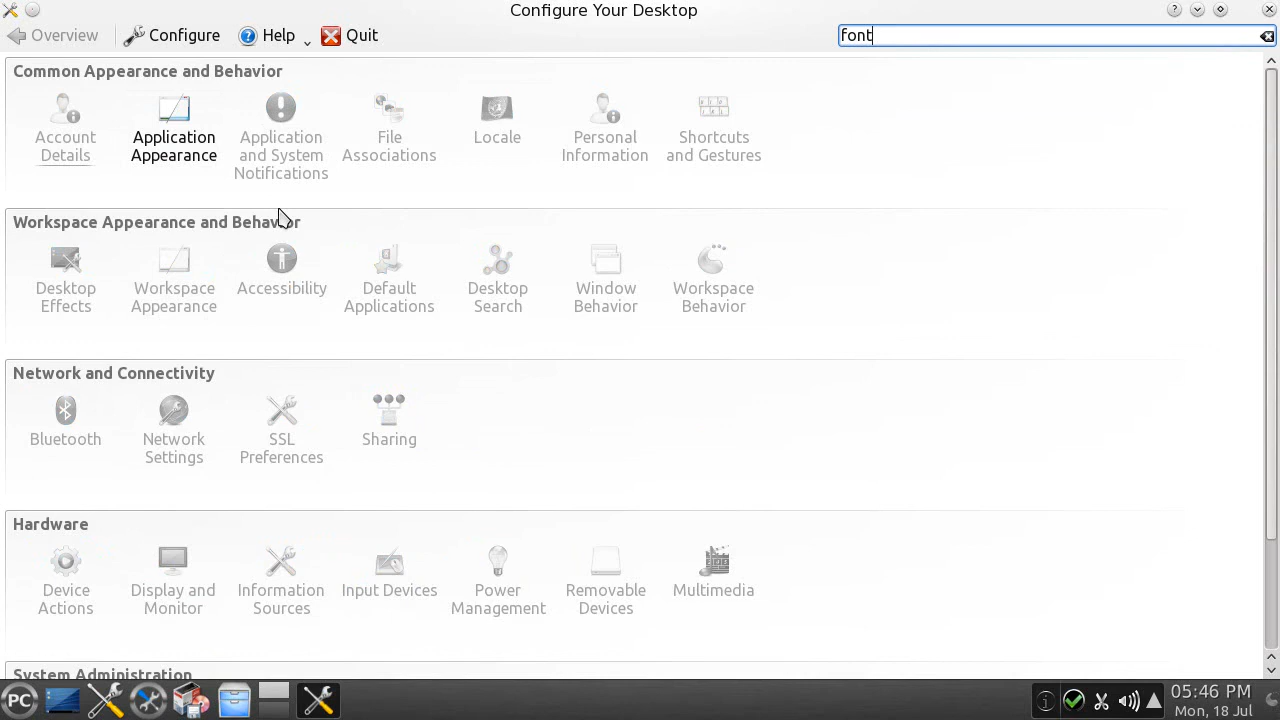 Configure Your Desktop
Overview Configure Help Quit font
Common Appearance and Behavior
Account Details
Application Appearance
Application and System Notifications
File Associations
Locale
Personal Information
Shortcuts and Gestures
Workspace Appearance and Behavior
Desktop Effects
Workspace Appearance
Accessibility
Default Applications
Desktop Search
Window Behavior
Workspace Behavior
Network and Connectivity
Bluetooth
Network Settings
SSL Preferences
Sharing
Hardware
Device Actions
Display and Monitor
Information Sources
Input Devices
Power Management
Removable Devices
Multimedia
System Administration
PC
05:46 PM
Mon, 18 Jul